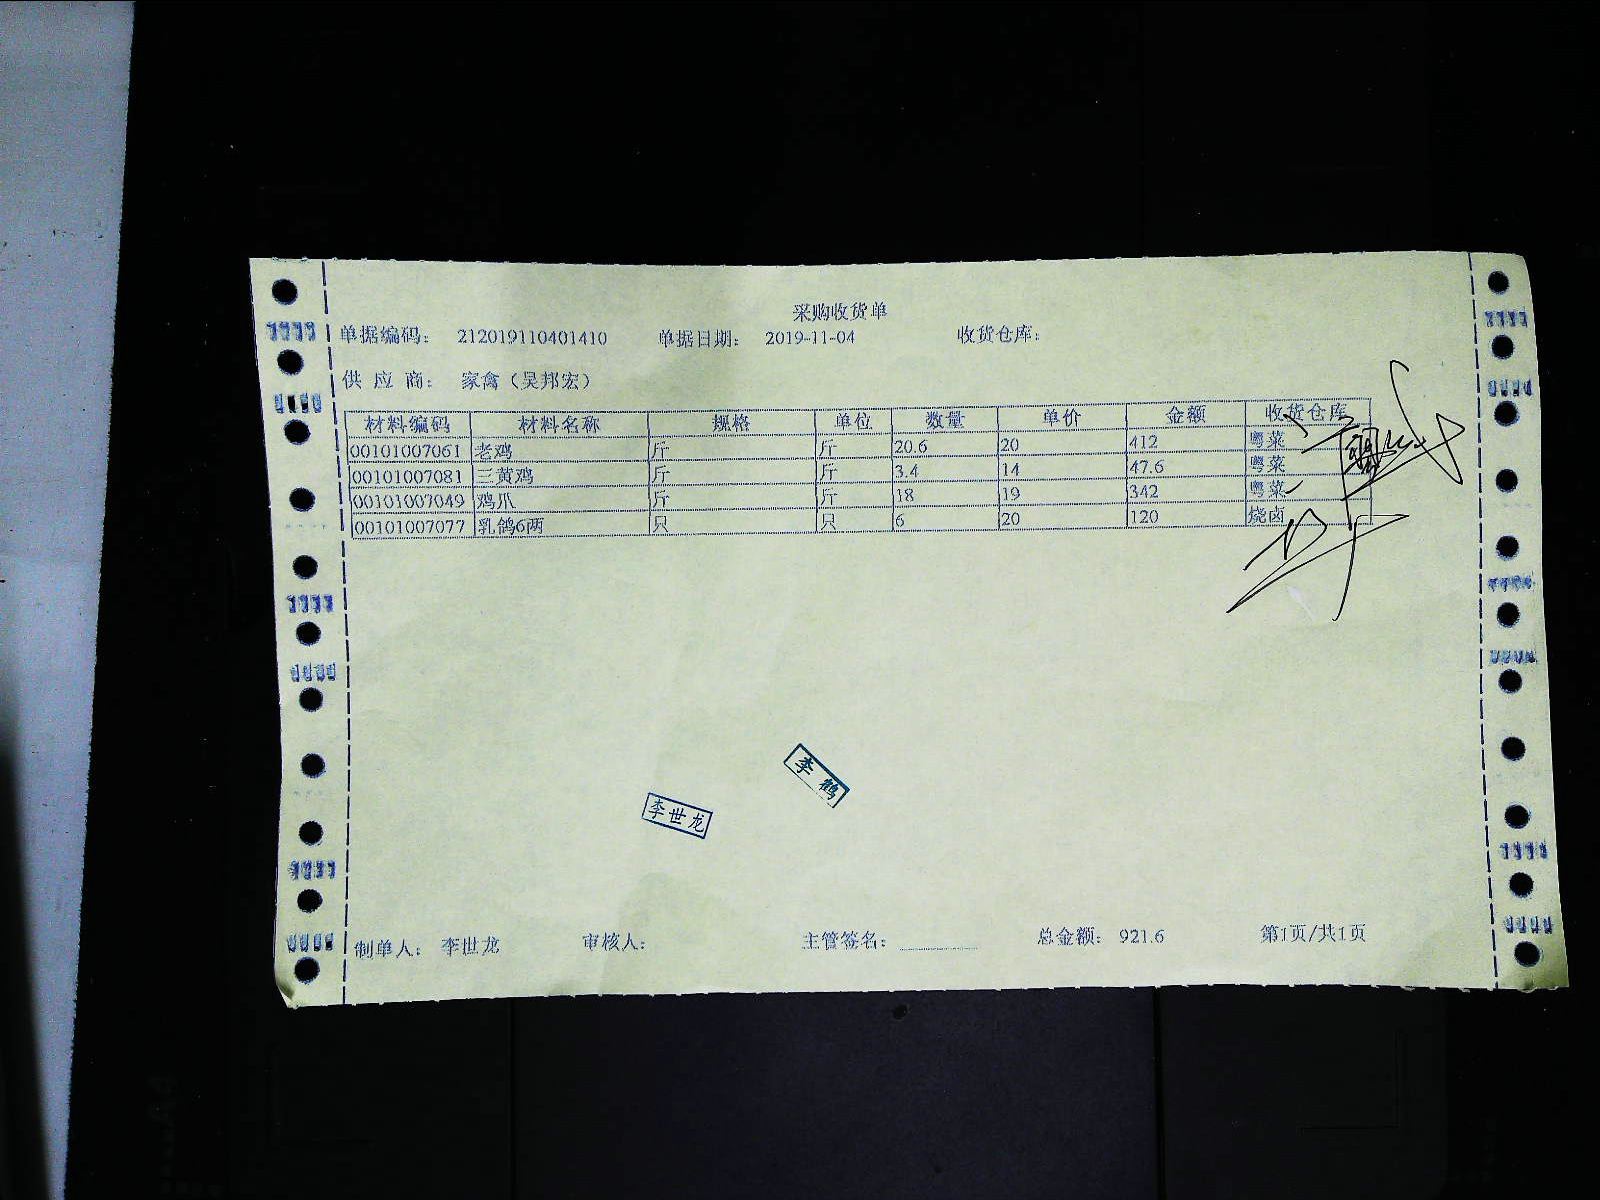 采购收货单
单据编码： 212019110401410 单据日期： 2019-11-04 收货仓库：
供 应 商： 家禽（吴邦宏）
材料编码 材料名称 规格 单位 数量 单价 金额 收货仓库
00101007061 老鸡 斤 斤 20.6 20 412 粤菜
00101007081 三黄鸡 斤 斤 3.4 14 47.6 粤菜
00101007049 鸡爪 斤 斤 18 19 342 粤菜
00101007077 乳鸽6两 只 只 6 20 120 烧卤
李鹤
李世龙
制单人： 李世龙 审核人： 主管签名： 总金额： 921.6 第1页/共1页